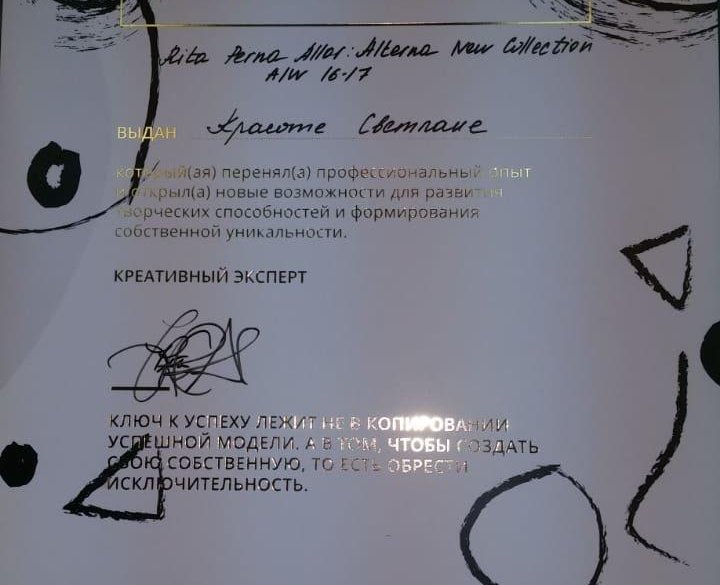 Rita Perna Allor: Alterna New Collection
A/W 16-17
ВЫДАН Красоте Светлане
который(ая) перенял(а) профессиональный опыт
и открыл(а) новые возможности для развития
творческих способностей и формирования
собственной уникальности.
КРЕАТИВНЫЙ ЭКСПЕРТ
КЛЮЧ К УСПЕХУ ЛЕЖИТ НЕ В КОПИРОВАНИИ
УСПЕШНОЙ МОДЕЛИ. А В ТОМ, ЧТОБЫ СОЗДАТЬ
СВОЮ СОБСТВЕННУЮ, ТО ЕСТЬ ОБРЕСТИ
ИСКЛЮЧИТЕЛЬНОСТЬ.